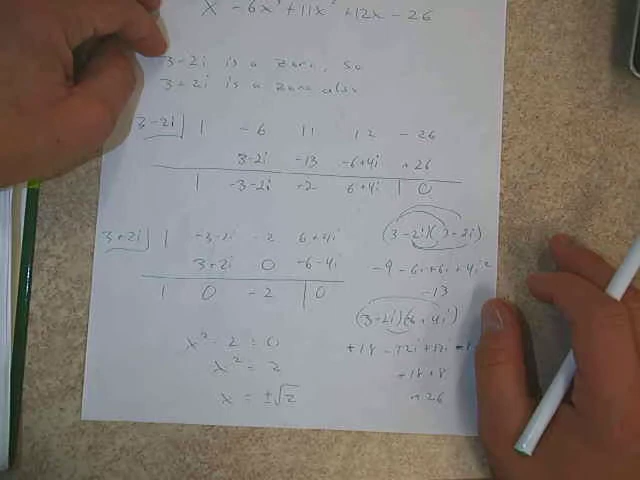 x - 6x³ + 11x² + 12x - 26
3-2i is a zero, so
3+2i is a zero also
3-2i | 1 -6 11 12 -26
3-2i -13 -6+4i +26
1 -3-2i -2 6+4i | 0
3+2i | 1 -3-2i -2 6+4i
3+2i 0 -6-4i
1 0 -2 | 0
x² - 2 = 0
x² = 2
x = ±√2
(3-2i)(-3-2i)
-9 - 6i + 6i + 4i²
-13
(3-2i)(6+4i)
+18 - 12i + 12i - 8
+18+8
26